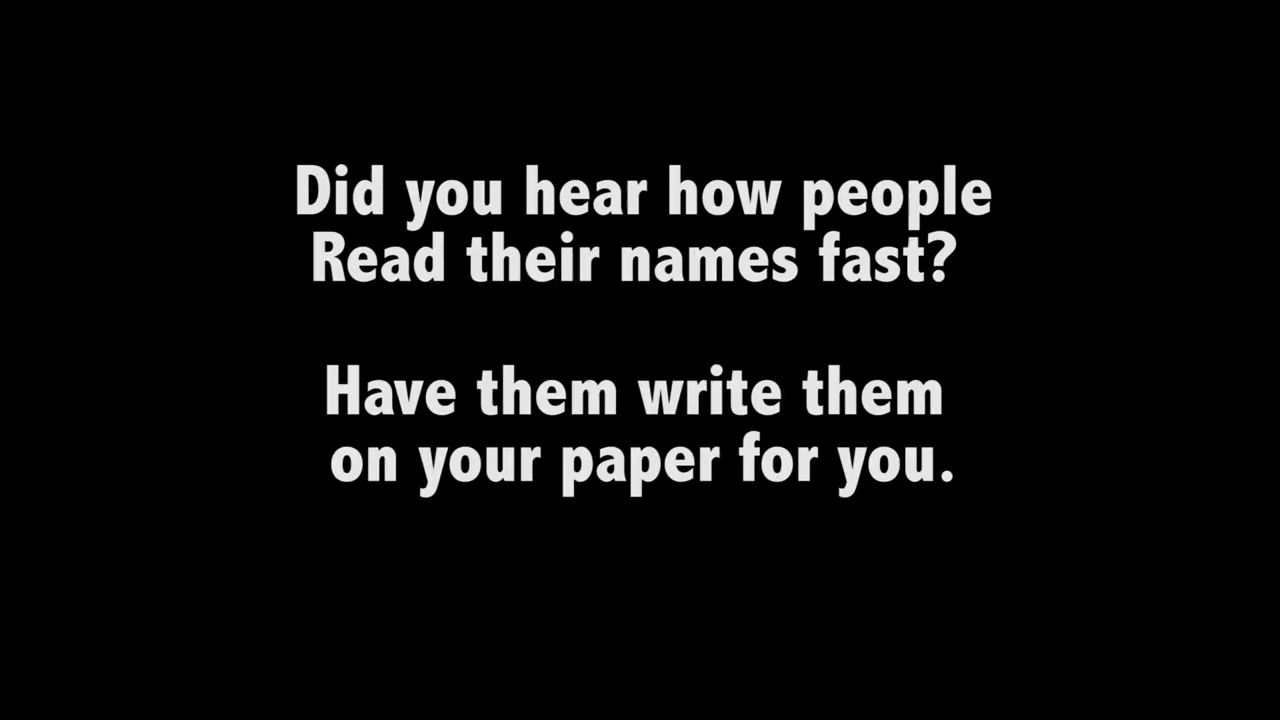 Did you hear how people
Read their names fast?
Have them write them
on your paper for you.